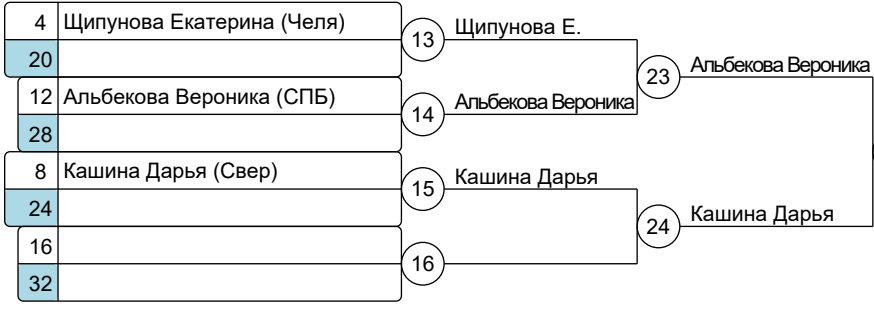 4 Щипунова Екатерина (Челя)
20
13
Щипунова Е.
12 Альбекова Вероника (СПБ)
28
14
Альбекова Вероника
23
Альбекова Вероника
8 Кашина Дарья (Свер)
24
15
Кашина Дарья
16
32
16
24
Кашина Дарья